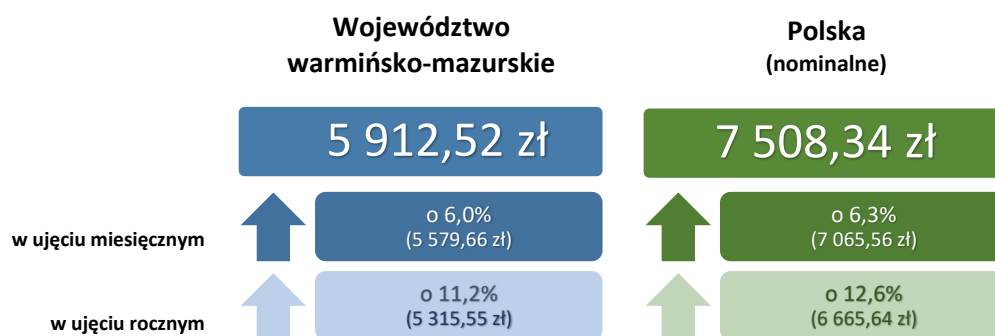 Województwo
warmińsko-mazurskie
Polska
(nominalne)
5 912,52 zł
7 508,34 zł
w ujęciu miesięcznym
o 6,0%
(5 579,66 zł)
o 6,3%
(7 065,56 zł)
w ujęciu rocznym
o 11,2%
(5 315,55 zł)
o 12,6%
(6 665,64 zł)